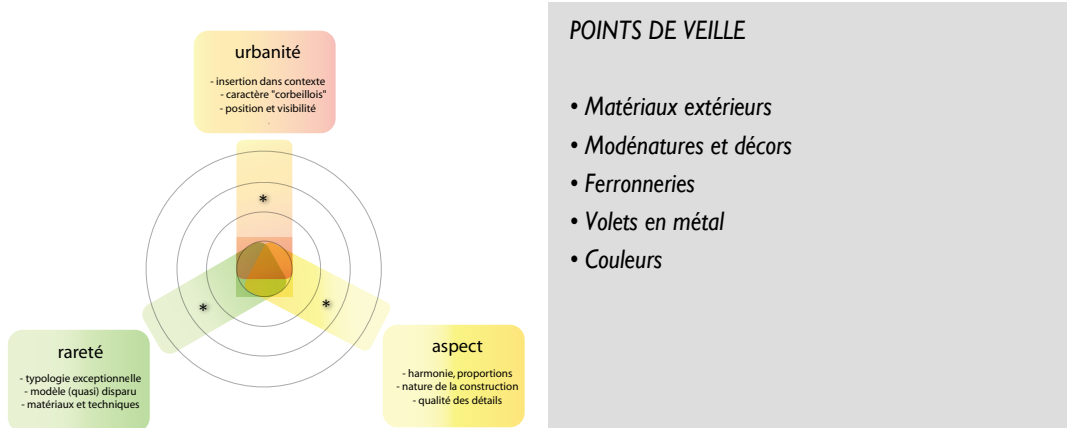 urbanité
- insertion dans contexte
- caractère "corbeillois"
- position et visibilité
*
*
*
rareté
- typologie exceptionnelle
- modèle (quasi) disparu
- matériaux et techniques
aspect
- harmonie, proportions
- nature de la construction
- qualité des détails
POINTS DE VEILLE
• Matériaux extérieurs
• Modénatures et décors
• Ferronneries
• Volets en métal
• Couleurs